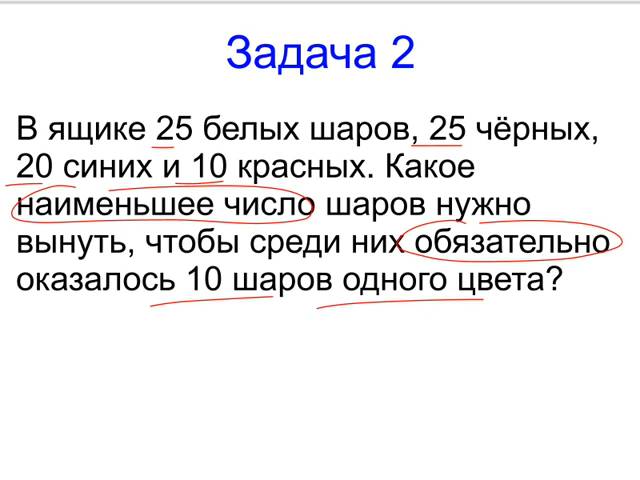 Задача 2
В ящике 25 белых шаров, 25 чёрных,
20 синих и 10 красных. Какое
наименьшее число шаров нужно
вынуть, чтобы среди них обязательно
оказалось 10 шаров одного цвета?